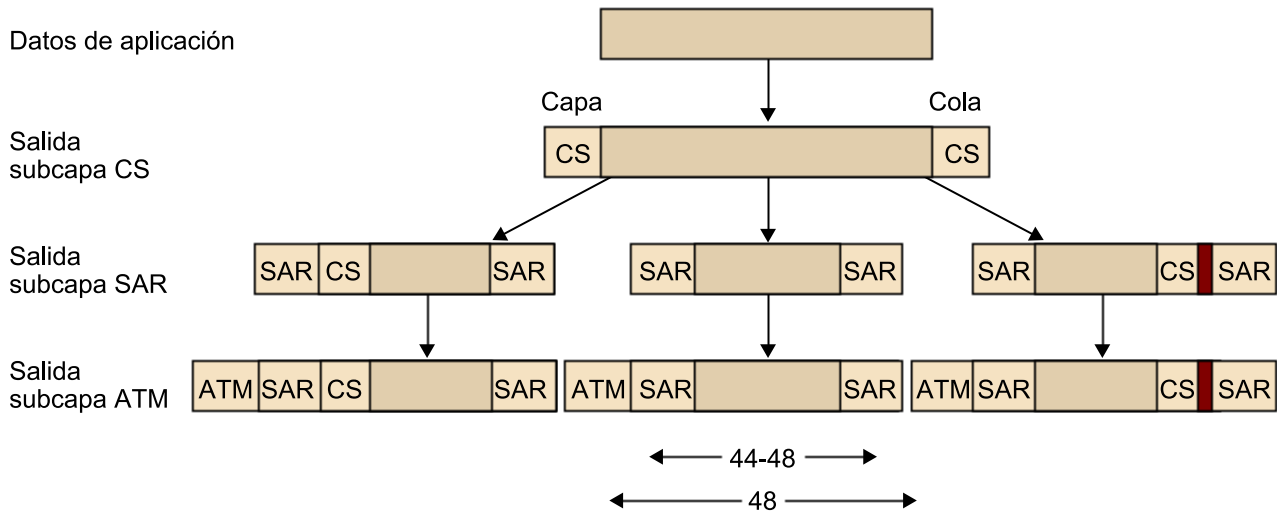 Datos de aplicación
Capa
Cola
Salida
subcapa CS
CS
CS
Salida
subcapa SAR
SAR CS SAR
SAR SAR
SAR CS SAR
Salida
subcapa ATM
ATM SAR CS SAR
ATM SAR SAR
ATM SAR CS SAR
44-48
48